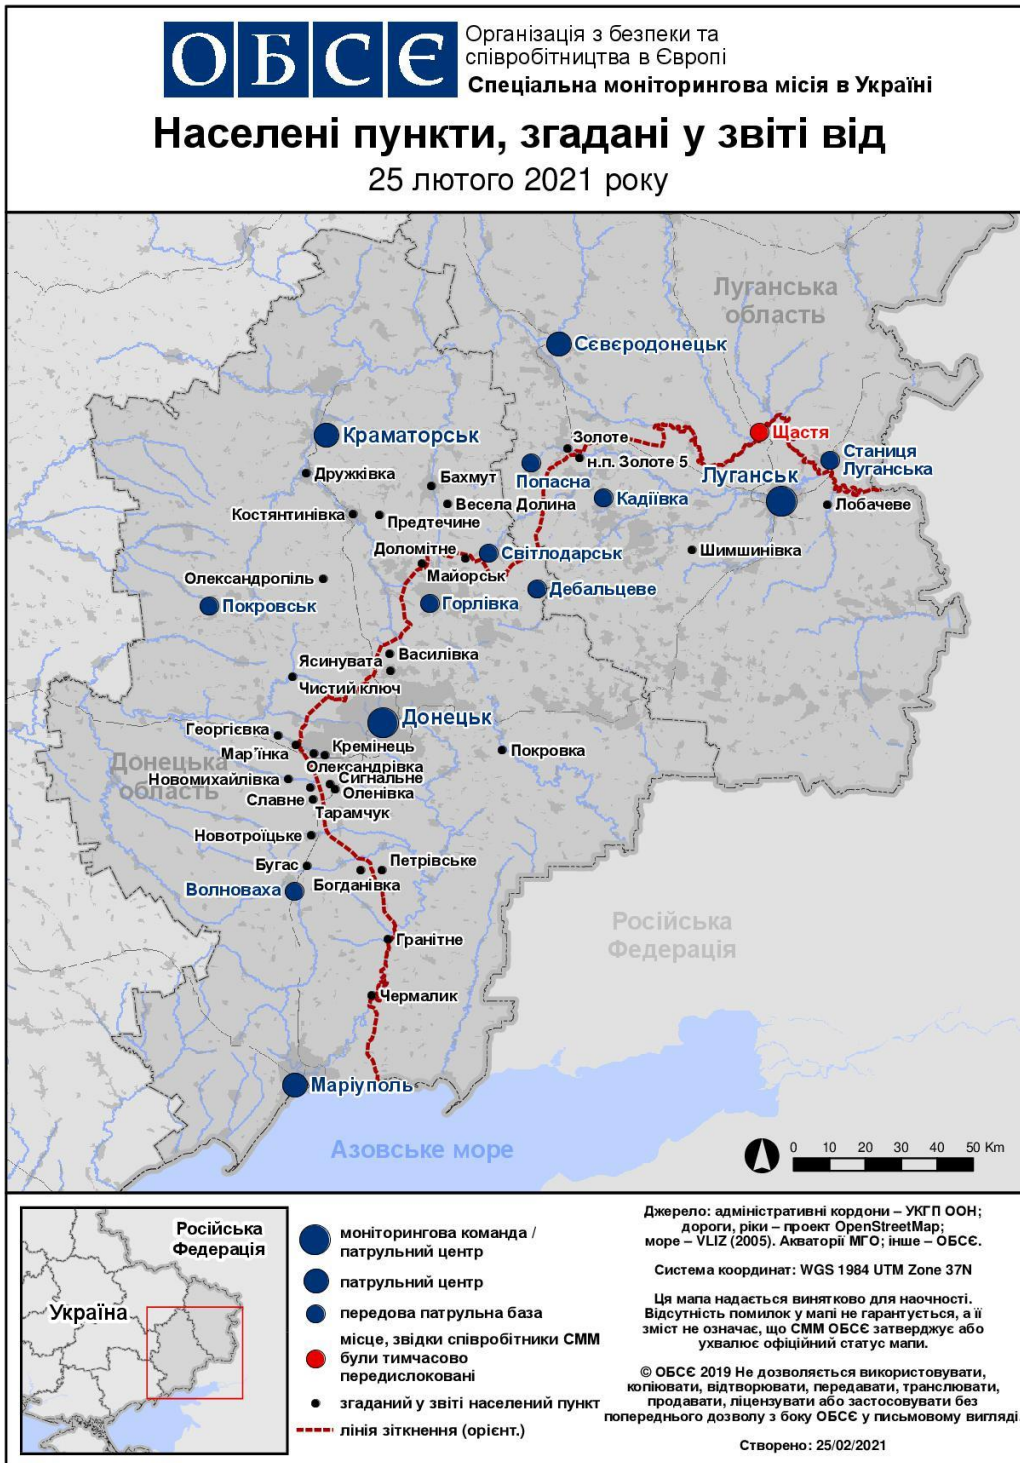 ОБСЄ
Організація з безпеки та
співробітництва в Європі
Спеціальна моніторингова місія в Україні
Населені пункти, згадані у звіті від
25 лютого 2021 року
Луганська
область
Сєвєродонецьк
Краматорськ
Золоте
Щастя
н.п. Золоте 5
Станиця
Луганська
Дружківка
Бахмут
Попасна
Луганськ
Кадіївка
Весела Долина
Лобачеве
Костянтинівка
Предтечине
Доломітне
Світлодарськ
Шимшинівка
Майорськ
Олександропіль
Дебальцеве
Покровськ
Горлівка
Василівка
Ясинувата
Чистий ключ
Донецьк
Георгієвка
Мар'їнка
Кремінець
Покровка
Донецька
область
Олександрівка
Новомихайлівка
Сигнальне
Оленівка
Славне
Тарамчук
Новотроїцьке
Бугас
Петрівське
Богданівка
Волноваха
Гранітне
Російська
Федерація
Чермалик
Маріуполь
Азовське море
0 10 20 30 40 50 Km
Російська
Федерація
Україна
моніторингова команда /
патрульний центр
патрульний центр
передова патрульна база
місце, звідки співробітники СММ
були тимчасово
передислоковані
згаданий у звіті населений пункт
лінія зіткнення (орієнт.)
Джерело: адміністративні кордони – УКГП ООН;
дороги, ріки – проект OpenStreetMap;
море – VLIZ (2005). Акваторії МГО; інше – ОБСЄ.
Система координат: WGS 1984 UTM Zone 37N
Ця мапа надається винятково для наочності.
Відсутність помилок у мапі не гарантується, а її
зміст не означає, що СММ ОБСЄ затверджує або
ухвалює офіційний статус мапи.
© ОБСЄ 2019 Не дозволяється використовувати,
копіювати, відтворювати, передавати, транслювати,
продавати, ліцензувати або застосовувати без
попереднього дозволу з боку ОБСЄ у письмовому вигляді.
Створено: 25/02/2021